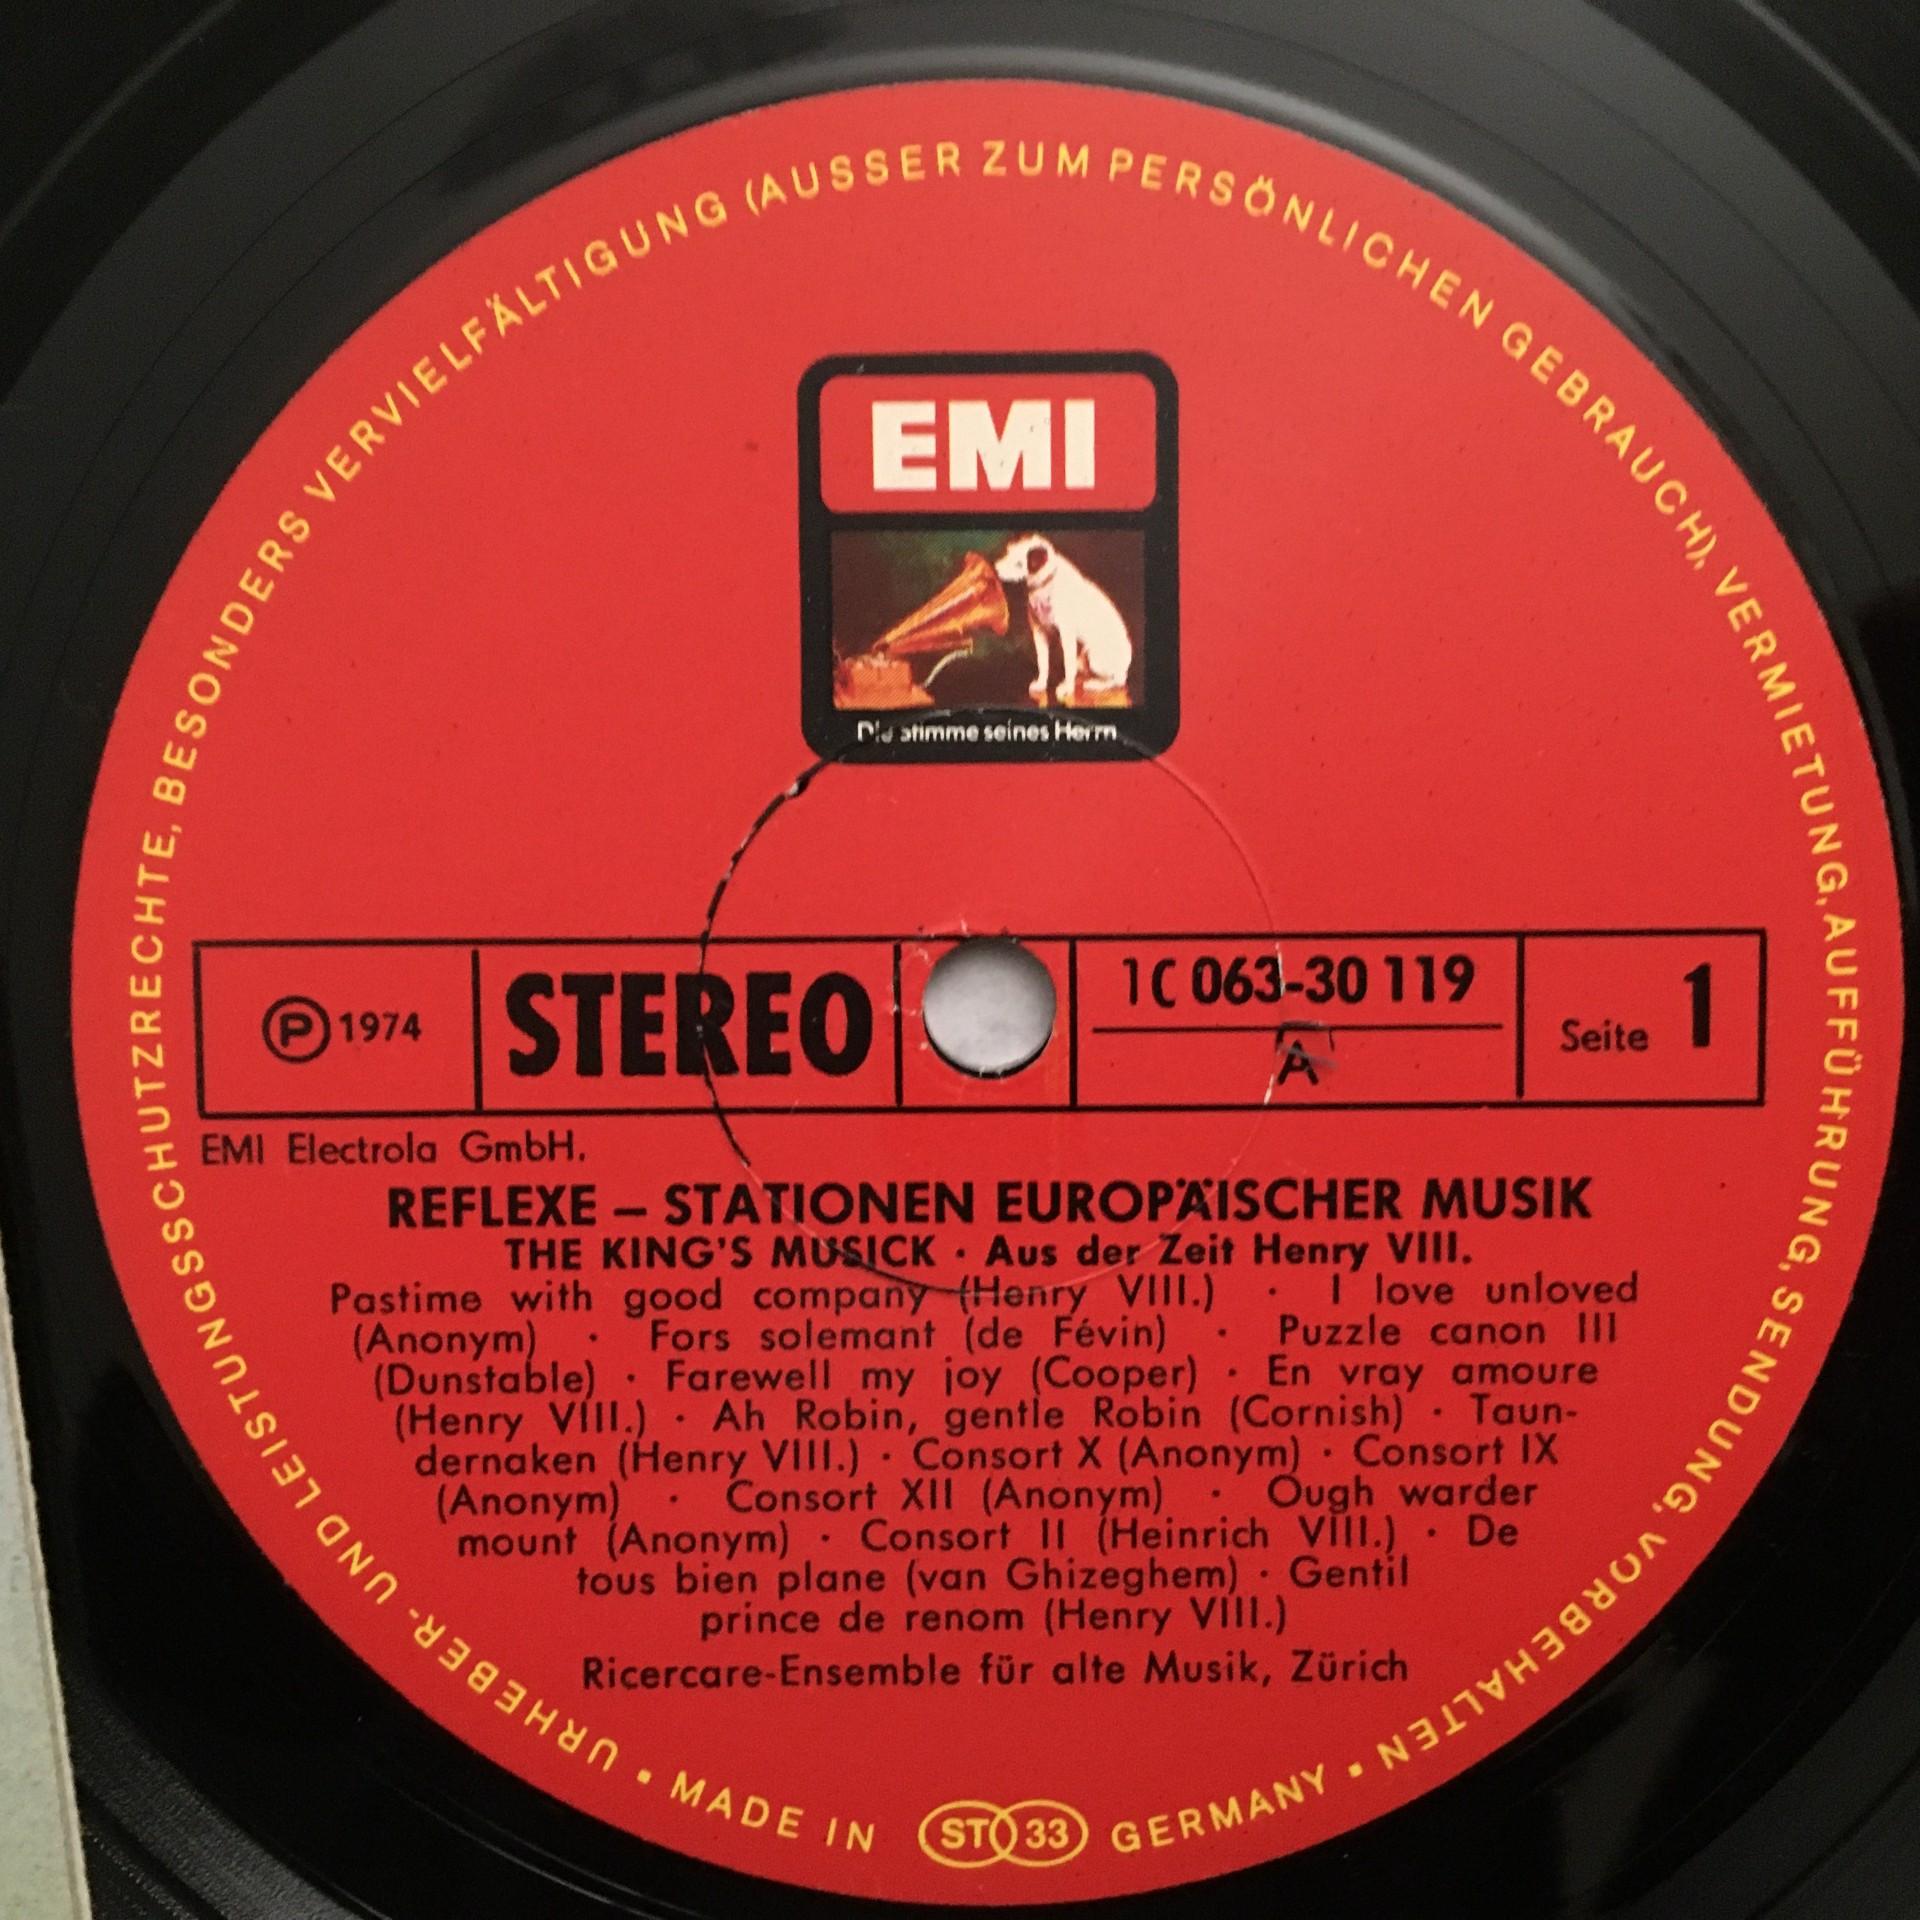 URHEBER- UND LEISTUNGSSCHUTZRECHTE, BESONDERS VERVIELFÄLTIGUNG (AUSSER ZUM PERSÖNLICHEN GEBRAUCH), VERMIETUNG, AUFFÜHRUNG, SENDUNG, VORBEHALTEN •
EMI
Die Stimme seines Herrn
Ⓟ 1974
STEREO
1C 063-30 119
A
Seite 1
EMI Electrola GmbH.
REFLEXE – STATIONEN EUROPÄISCHER MUSIK
THE KING'S MUSICK · Aus der Zeit Henry VIII.
Pastime with good company (Henry VIII.) · I love unloved
(Anonym) · Fors solemant (de Févin) · Puzzle canon III
(Dunstable) · Farewell my joy (Cooper) · En vray amoure
(Henry VIII.) · Ah Robin, gentle Robin (Cornish) · Taun-
dernaken (Henry VIII.) · Consort X (Anonym) · Consort IX
(Anonym) · Consort XII (Anonym) · Ough warder
mount (Anonym) · Consort II (Heinrich VIII.) · De
tous bien plane (van Ghizeghem) · Gentil
prince de renom (Henry VIII.)
Ricercare-Ensemble für alte Musik, Zürich
• MADE IN ST 33 GERMANY